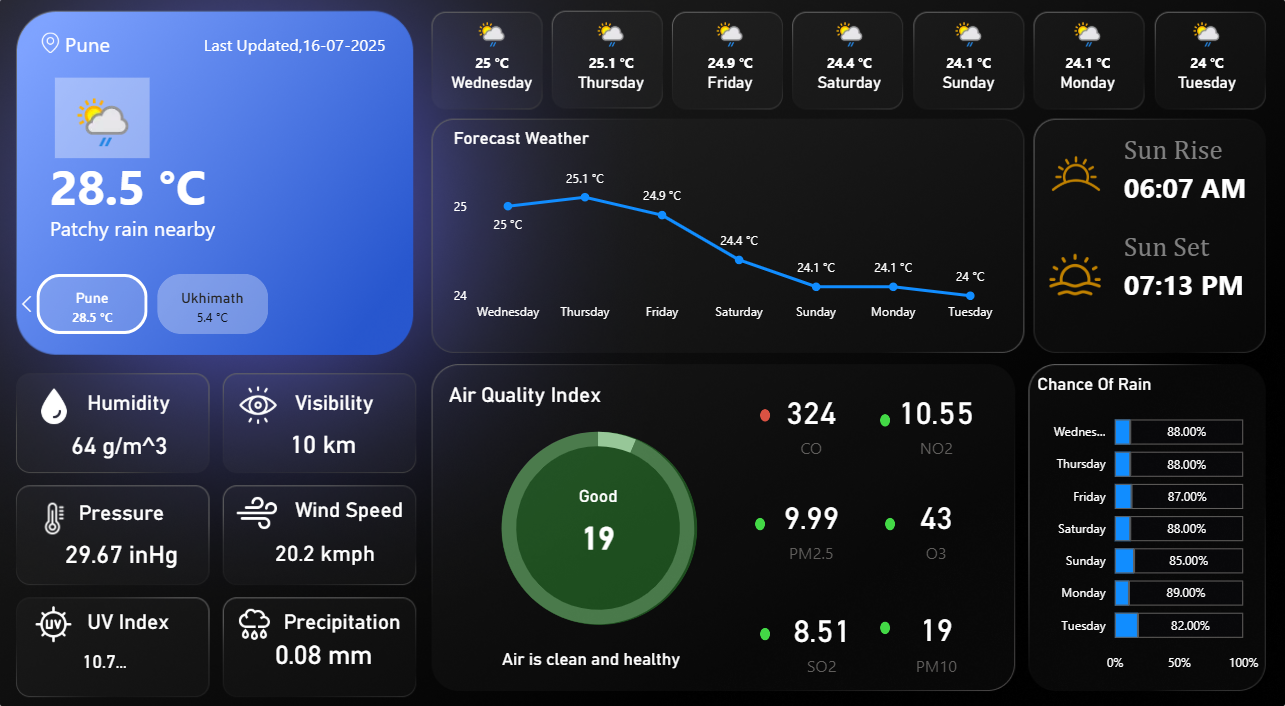 Pune
Last Updated,16-07-2025
28.5 °C
Patchy rain nearby
Pune
28.5 °C
Ukhimath
5.4 °C
25 °C
Wednesday
25.1 °C
Thursday
24.9 °C
Friday
24.4 °C
Saturday
24.1 °C
Sunday
24.1 °C
Monday
24 °C
Tuesday
Forecast Weather
25
24
25 °C
25.1 °C
24.9 °C
24.4 °C
24.1 °C
24.1 °C
24 °C
Wednesday
Thursday
Friday
Saturday
Sunday
Monday
Tuesday
Sun Rise
06:07 AM
Sun Set
07:13 PM
Humidity
64 g/m^3
Visibility
10 km
Pressure
29.67 inHg
Wind Speed
20.2 kmph
UV
UV Index
10.7...
Precipitation
0.08 mm
Air Quality Index
Good
19
Air is clean and healthy
324
CO
10.55
NO2
9.99
PM2.5
43
O3
8.51
SO2
19
PM10
Chance Of Rain
Wednes... 88.00%
Thursday 88.00%
Friday 87.00%
Saturday 88.00%
Sunday 85.00%
Monday 89.00%
Tuesday 82.00%
0% 50% 100%